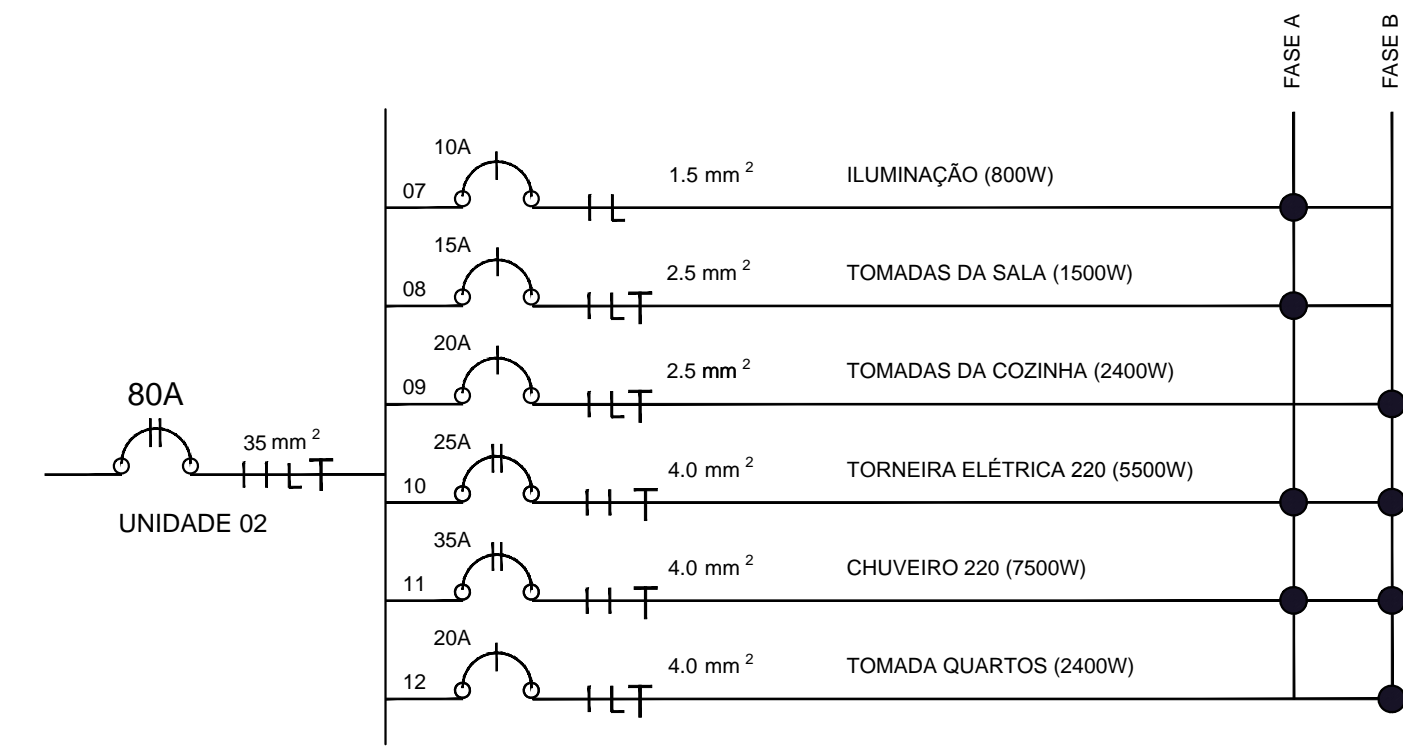 FASE A
FASE B
10A
07
1.5 mm ²
ILUMINAÇÃO (800W)
15A
08
2.5 mm ²
TOMADAS DA SALA (1500W)
20A
09
2.5 mm ²
TOMADAS DA COZINHA (2400W)
80A
35 mm ²
UNIDADE 02
25A
10
4.0 mm ²
TORNEIRA ELÉTRICA 220 (5500W)
35A
11
4.0 mm ²
CHUVEIRO 220 (7500W)
20A
12
4.0 mm ²
TOMADA QUARTOS (2400W)